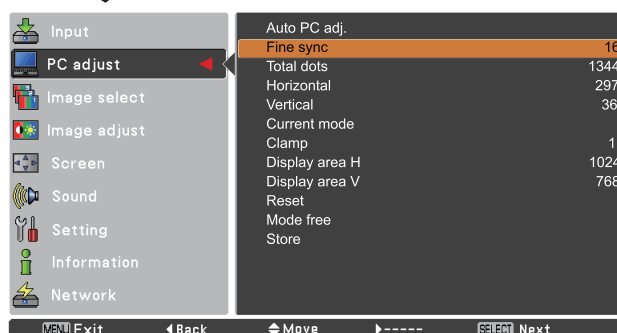 Input
PC adjust
Image select
Image adjust
Screen
Sound
Setting
Information
Network
Auto PC adj.
Fine sync 16
Total dots 1344
Horizontal 297
Vertical 36
Current mode
Clamp 1
Display area H 1024
Display area V 768
Reset
Mode free
Store
MENU Exit Back Move ----- SELECT Next